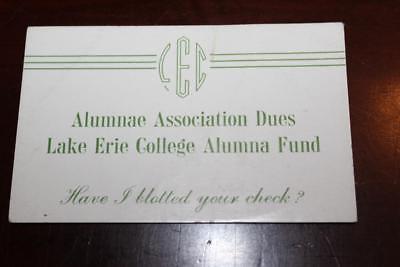 LEC
Alumnae Association Dues
Lake Erie College Alumna Fund
Have I blotted your check?